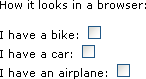 How it looks in a browser:
I have a bike:
I have a car:
I have an airplane: